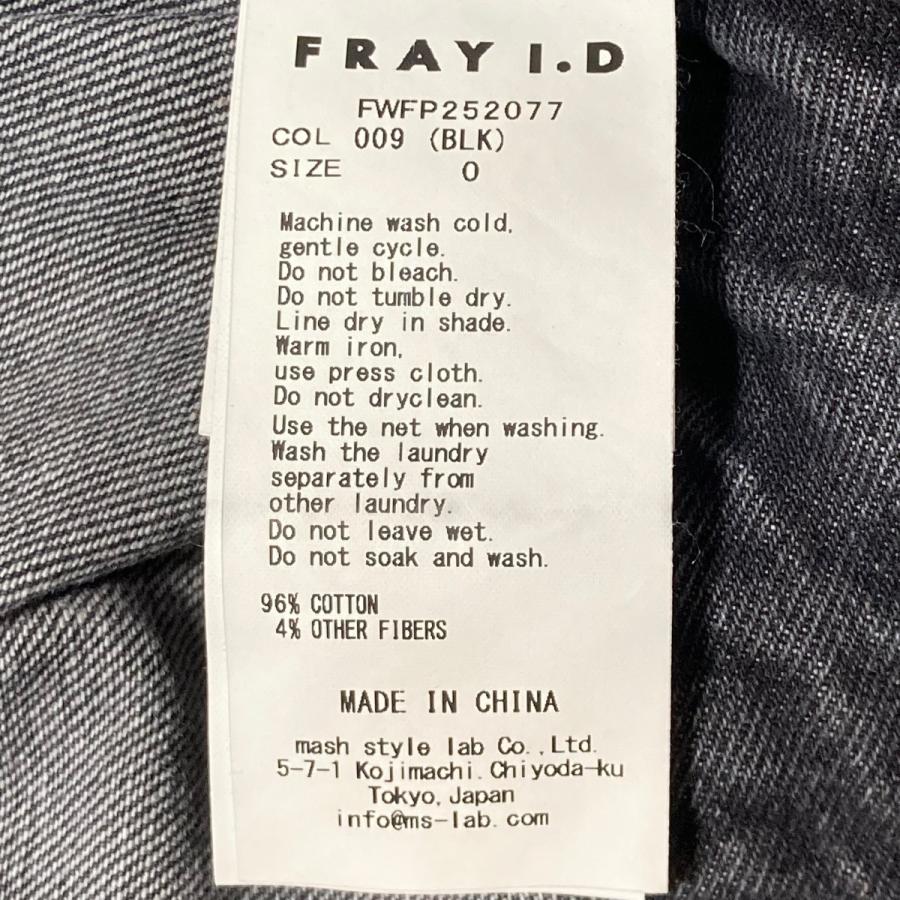 FRAY I.D
FWFP252077
COL 009 (BLK)
SIZE 0
Machine wash cold,
gentle cycle.
Do not bleach.
Do not tumble dry.
Line dry in shade.
Warm iron,
use press cloth.
Do not dryclean.
Use the net when washing.
Wash the laundry
separately from
other laundry.
Do not leave wet.
Do not soak and wash.
96% COTTON
4% OTHER FIBERS
MADE IN CHINA
mash style lab Co.,Ltd.
5-7-1 Kojimachi.Chiyoda-ku
Tokyo, Japan
info@ms-lab.com